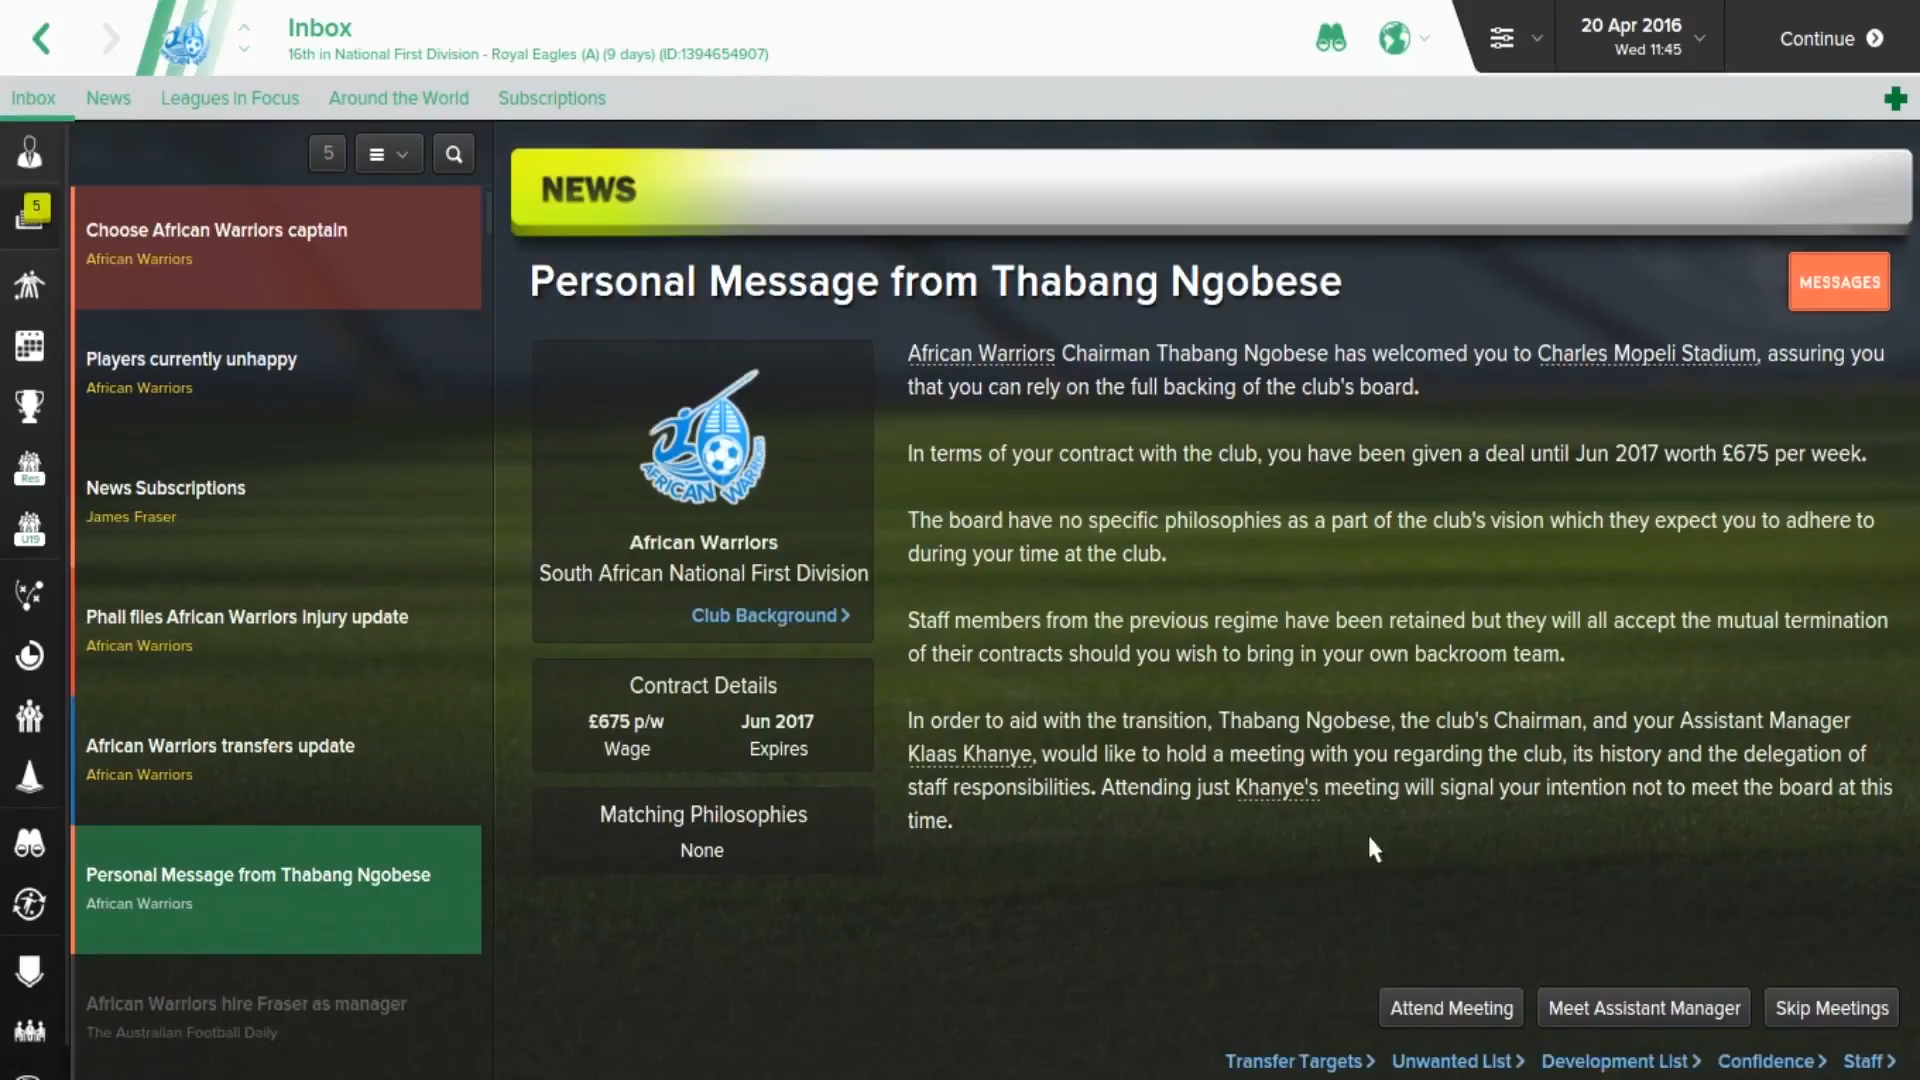 Inbox
16th in National First Division - Royal Eagles (A) (9 days) (ID:1394654907)
20 Apr 2016
Wed 11:45
Continue
Inbox
News
Leagues In Focus
Around the World
Subscriptions
5
5
Res
U19
Choose African Warriors captain
African Warriors
Players currently unhappy
African Warriors
News Subscriptions
James Fraser
Phall files African Warriors injury update
African Warriors
African Warriors transfers update
African Warriors
Personal Message from Thabang Ngobese
African Warriors
African Warriors hire Fraser as manager
The Australian Football Daily
NEWS
Personal Message from Thabang Ngobese
MESSAGES
AFRICAN WARRIORS
African Warriors
South African National First Division
Club Background
Contract Details
£675 p/w
Jun 2017
Wage
Expires
Matching Philosophies
None
African Warriors Chairman Thabang Ngobese has welcomed you to Charles Mopeli Stadium, assuring you
that you can rely on the full backing of the club's board.
In terms of your contract with the club, you have been given a deal until Jun 2017 worth £675 per week.
The board have no specific philosophies as a part of the club's vision which they expect you to adhere to
during your time at the club.
Staff members from the previous regime have been retained but they will all accept the mutual termination
of their contracts should you wish to bring in your own backroom team.
In order to aid with the transition, Thabang Ngobese, the club's Chairman, and your Assistant Manager
Klaas Khanye, would like to hold a meeting with you regarding the club, its history and the delegation of
staff responsibilities. Attending just Khanye's meeting will signal your intention not to meet the board at this
time.
Attend Meeting
Meet Assistant Manager
Skip Meetings
Transfer Targets
Unwanted List
Development List
Confidence
Staff